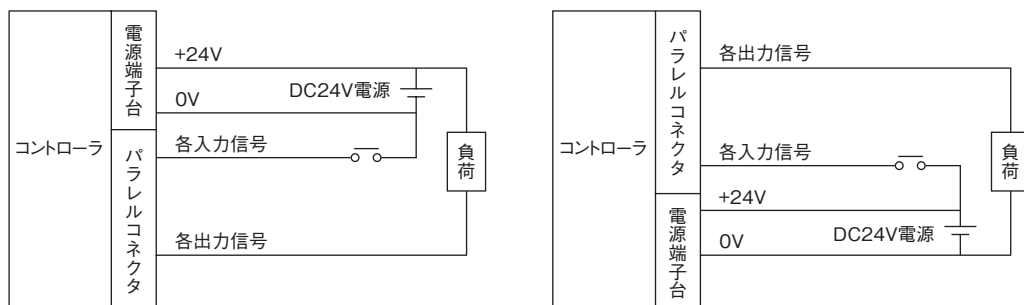 コントローラ
電源端子台
+24V
DC24V電源
0V
パラレルコネクタ
各入力信号
負荷
各出力信号
コントローラ
パラレルコネクタ
各出力信号
各入力信号
負荷
電源端子台
+24V
0V
DC24V電源